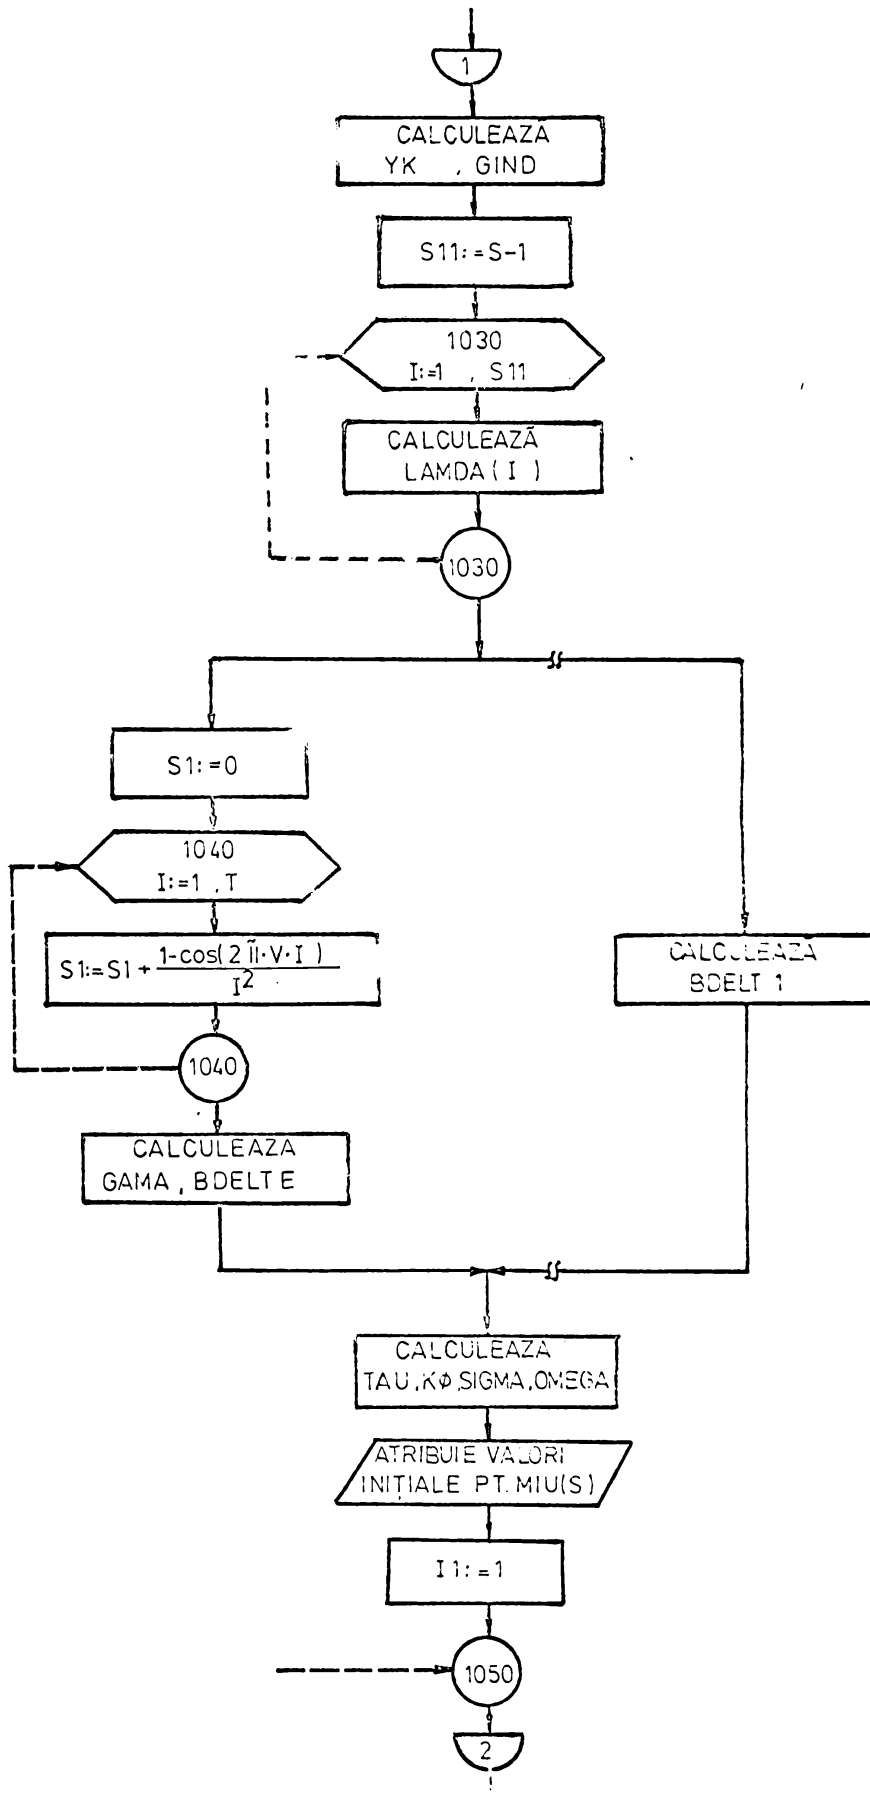 1
CALCULEAZĂ
YK , GIND
S11:=S-1
1030
I:=1 , S11
CALCULEAZĂ
LAMDA ( I )
1030
S1:=0
1040
I:=1 , T
S1:=S1 + 1-cos(2 Π·V·I ) / I²
1040
CALCULEAZA
GAMA , BDELTE
CALCULEAZA
BDELT 1
CALCULEAZA
TAU, KΦ, SIGMA, OMEGA
ATRIBUIE VALORI
INIȚIALE PT. MIU(S)
I1:=1
1050
2